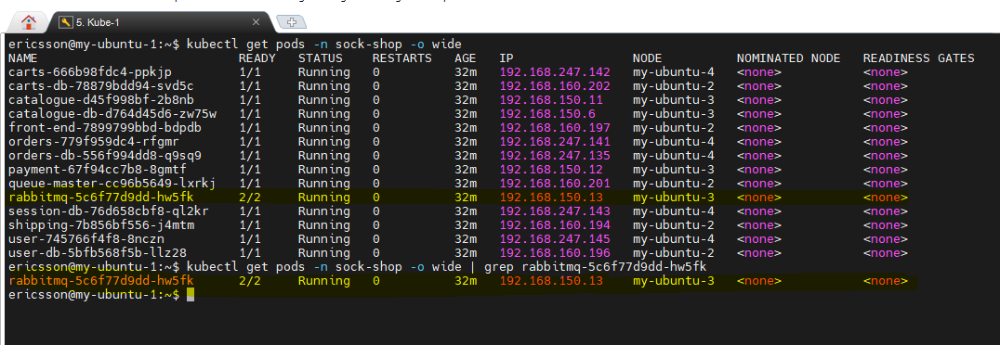 5. Kube-1
ericsson@my-ubuntu-1:~$ kubectl get pods -n sock-shop -o wide
NAME READY STATUS RESTARTS AGE IP NODE NOMINATED NODE READINESS GATES
carts-666b98fdc4-ppkjp 1/1 Running 0 32m 192.168.247.142 my-ubuntu-4 <none> <none>
carts-db-78879bdd94-svd5c 1/1 Running 0 32m 192.168.160.202 my-ubuntu-2 <none> <none>
catalogue-d45f998bf-2b8nb 1/1 Running 0 32m 192.168.150.11 my-ubuntu-3 <none> <none>
catalogue-db-d764d45d6-zw75w 1/1 Running 0 32m 192.168.150.6 my-ubuntu-3 <none> <none>
front-end-7899799bbd-bdpdb 1/1 Running 0 32m 192.168.160.197 my-ubuntu-2 <none> <none>
orders-779f959dc4-rfgmr 1/1 Running 0 32m 192.168.247.141 my-ubuntu-4 <none> <none>
orders-db-556f994dd8-q9sq9 1/1 Running 0 32m 192.168.247.135 my-ubuntu-4 <none> <none>
payment-67f94cc7b8-8gmtf 1/1 Running 0 32m 192.168.150.12 my-ubuntu-3 <none> <none>
queue-master-cc96b5649-lxrkj 1/1 Running 0 32m 192.168.160.201 my-ubuntu-2 <none> <none>
rabbitmq-5c6f77d9dd-hw5fk 2/2 Running 0 32m 192.168.150.13 my-ubuntu-3 <none> <none>
session-db-76d658cbf8-ql2kr 1/1 Running 0 32m 192.168.247.143 my-ubuntu-4 <none> <none>
shipping-7b856bf556-j4mtm 1/1 Running 0 32m 192.168.160.194 my-ubuntu-2 <none> <none>
user-745766f4f8-8nczn 1/1 Running 0 32m 192.168.247.145 my-ubuntu-4 <none> <none>
user-db-5bfb568f5b-llz28 1/1 Running 0 32m 192.168.160.196 my-ubuntu-2 <none> <none>
ericsson@my-ubuntu-1:~$ kubectl get pods -n sock-shop -o wide | grep rabbitmq-5c6f77d9dd-hw5fk
rabbitmq-5c6f77d9dd-hw5fk 2/2 Running 0 32m 192.168.150.13 my-ubuntu-3 <none> <none>
ericsson@my-ubuntu-1:~$